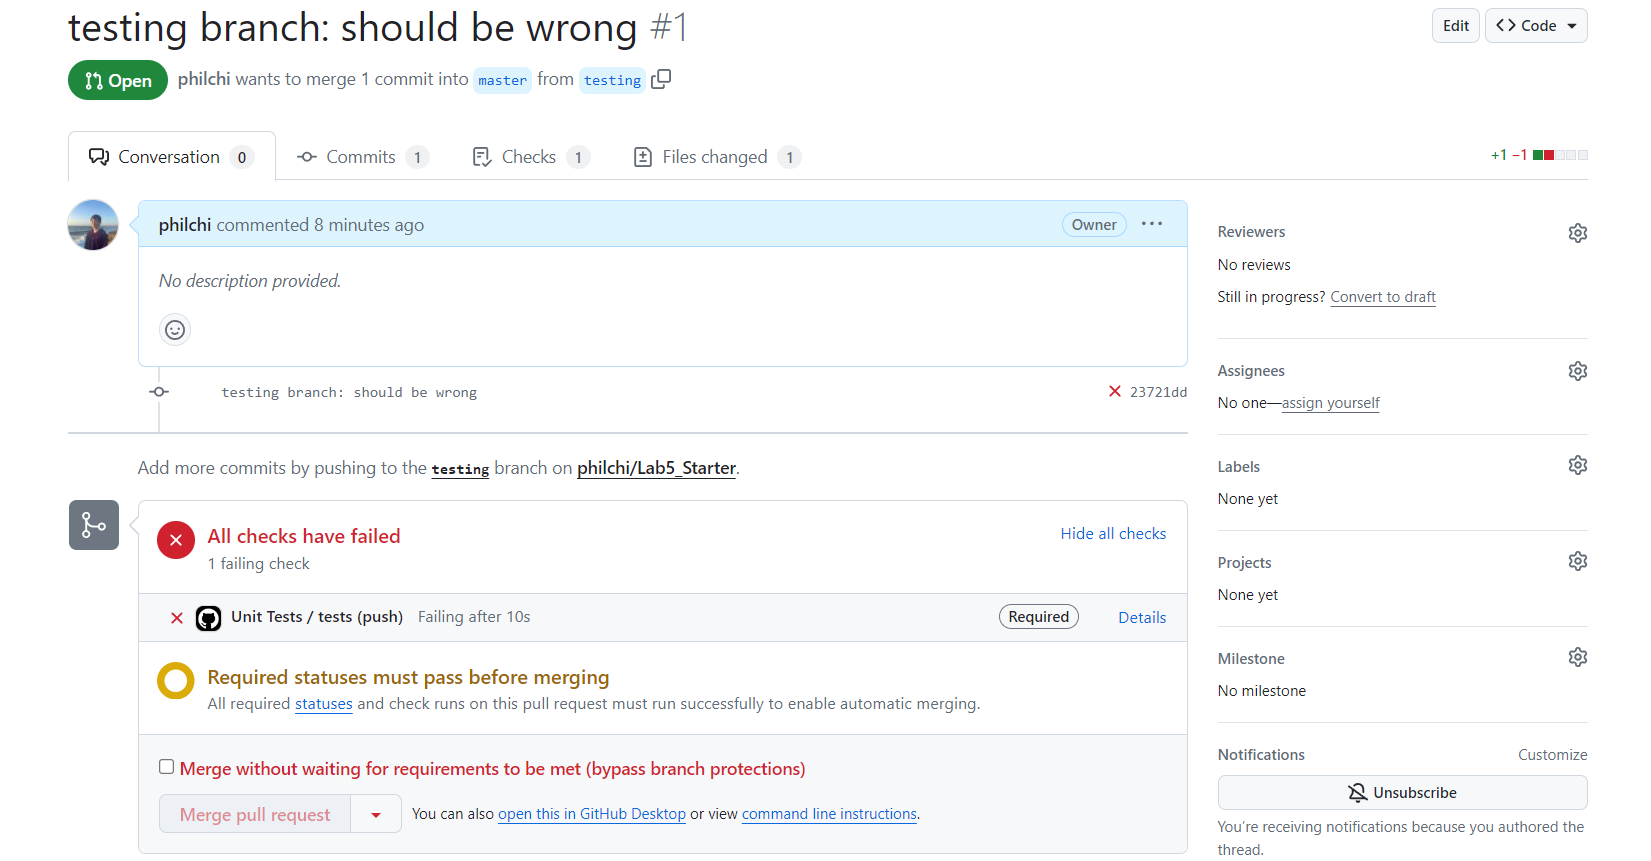 testing branch: should be wrong #1
Edit
Code
Open
philchi wants to merge 1 commit into master from testing
Conversation 0
Commits 1
Checks 1
Files changed 1
+1 −1
philchi commented 8 minutes ago
Owner
No description provided.
testing branch: should be wrong
23721dd
Add more commits by pushing to the testing branch on philchi/Lab5_Starter.
All checks have failed
1 failing check
Hide all checks
Unit Tests / tests (push) Failing after 10s
Required
Details
Required statuses must pass before merging
All required statuses and check runs on this pull request must run successfully to enable automatic merging.
Merge without waiting for requirements to be met (bypass branch protections)
Merge pull request
You can also open this in GitHub Desktop or view command line instructions.
Reviewers
No reviews
Still in progress? Convert to draft
Assignees
No one—assign yourself
Labels
None yet
Projects
None yet
Milestone
No milestone
Notifications
Customize
Unsubscribe
You're receiving notifications because you authored the
thread.